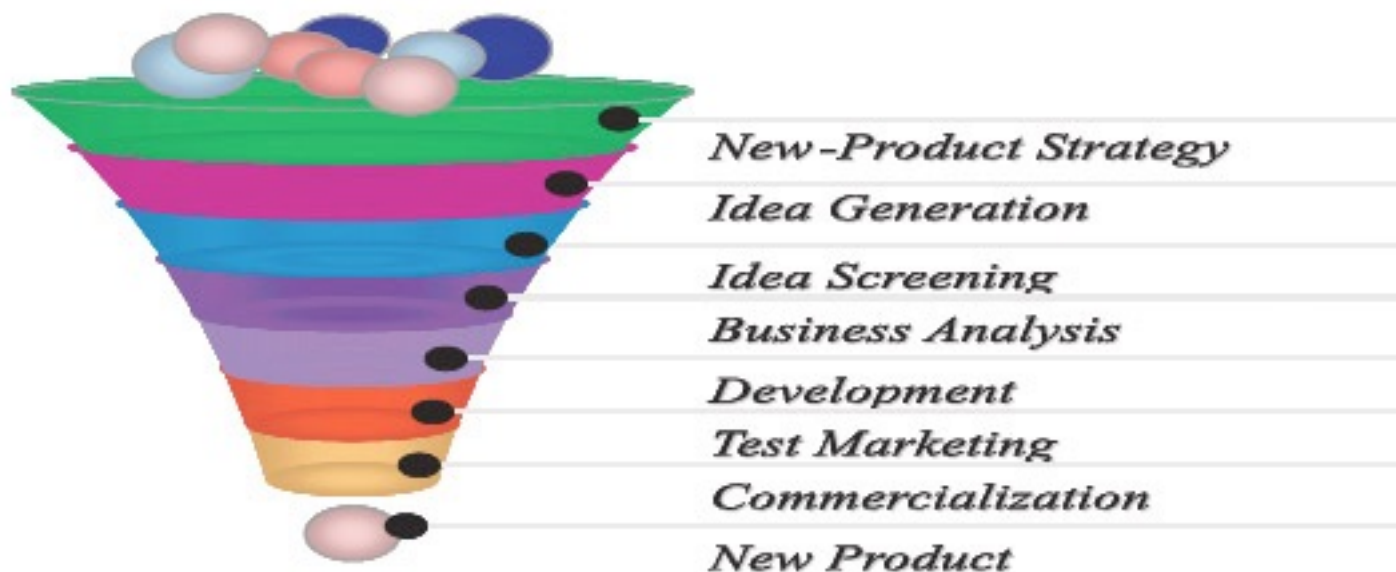 New-Product Strategy
Idea Generation
Idea Screening
Business Analysis
Development
Test Marketing
Commercialization
New Product